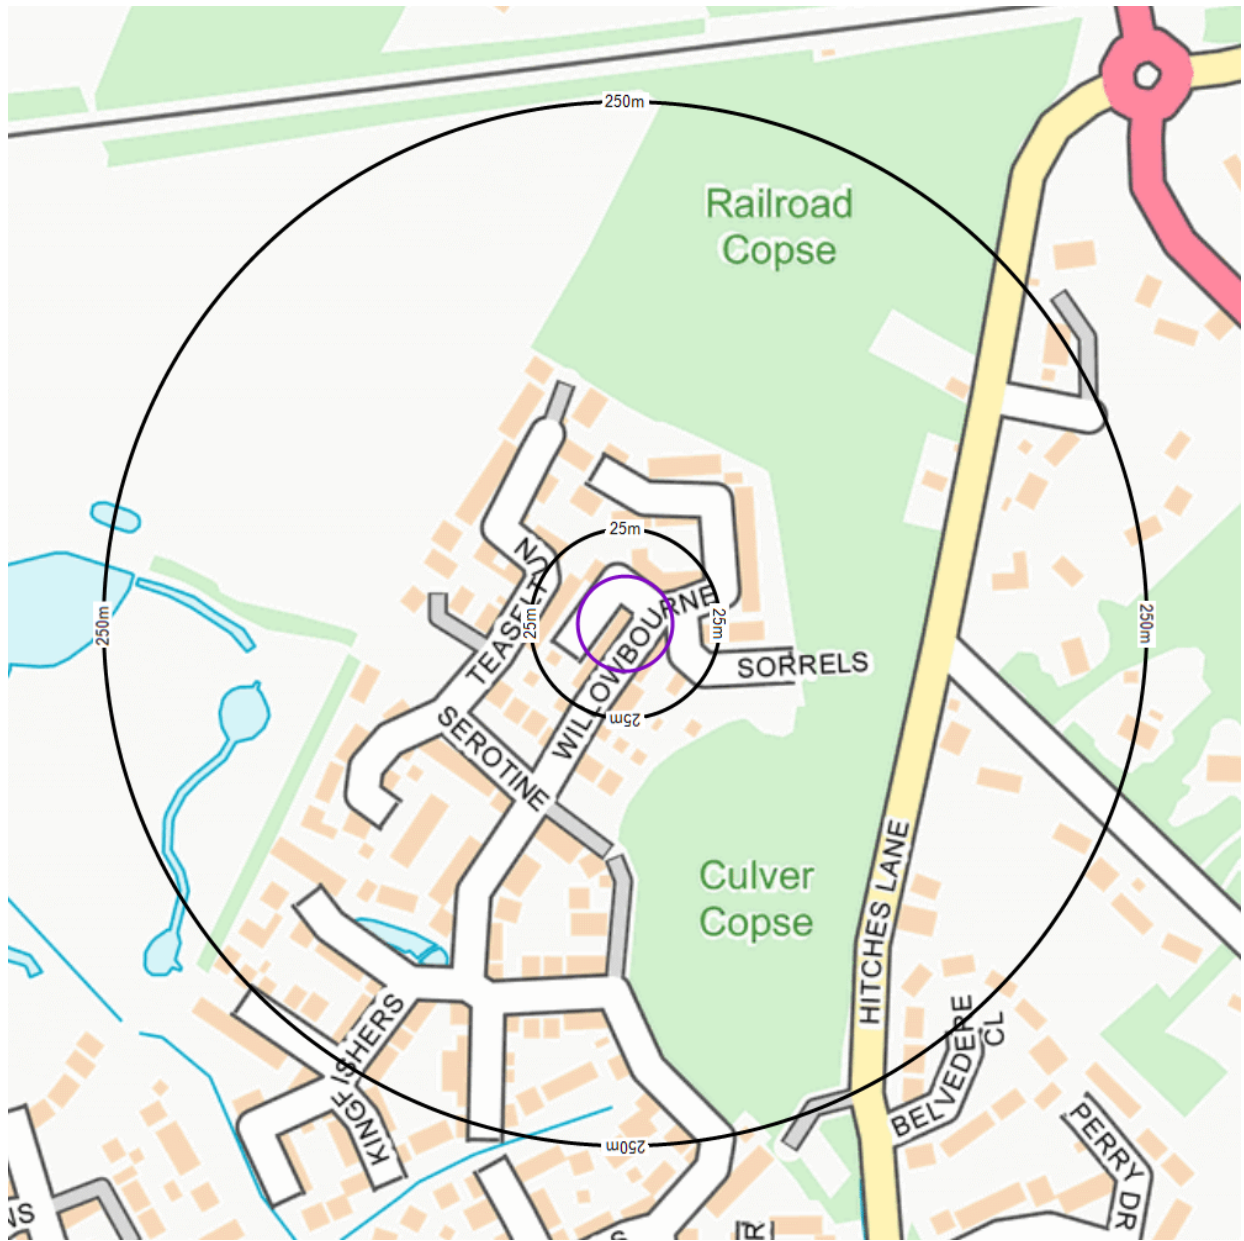 250m
Railroad
Copse
25m
TEASEL
WILLOWBOURNE
25m
25m
250m
250m
SORRELS
25m
SEROTINE
Culver
Copse
HITCHES LANE
KINGFISHERS
BELVEDERE
CL
PERRY DR
250m
NS
S
R